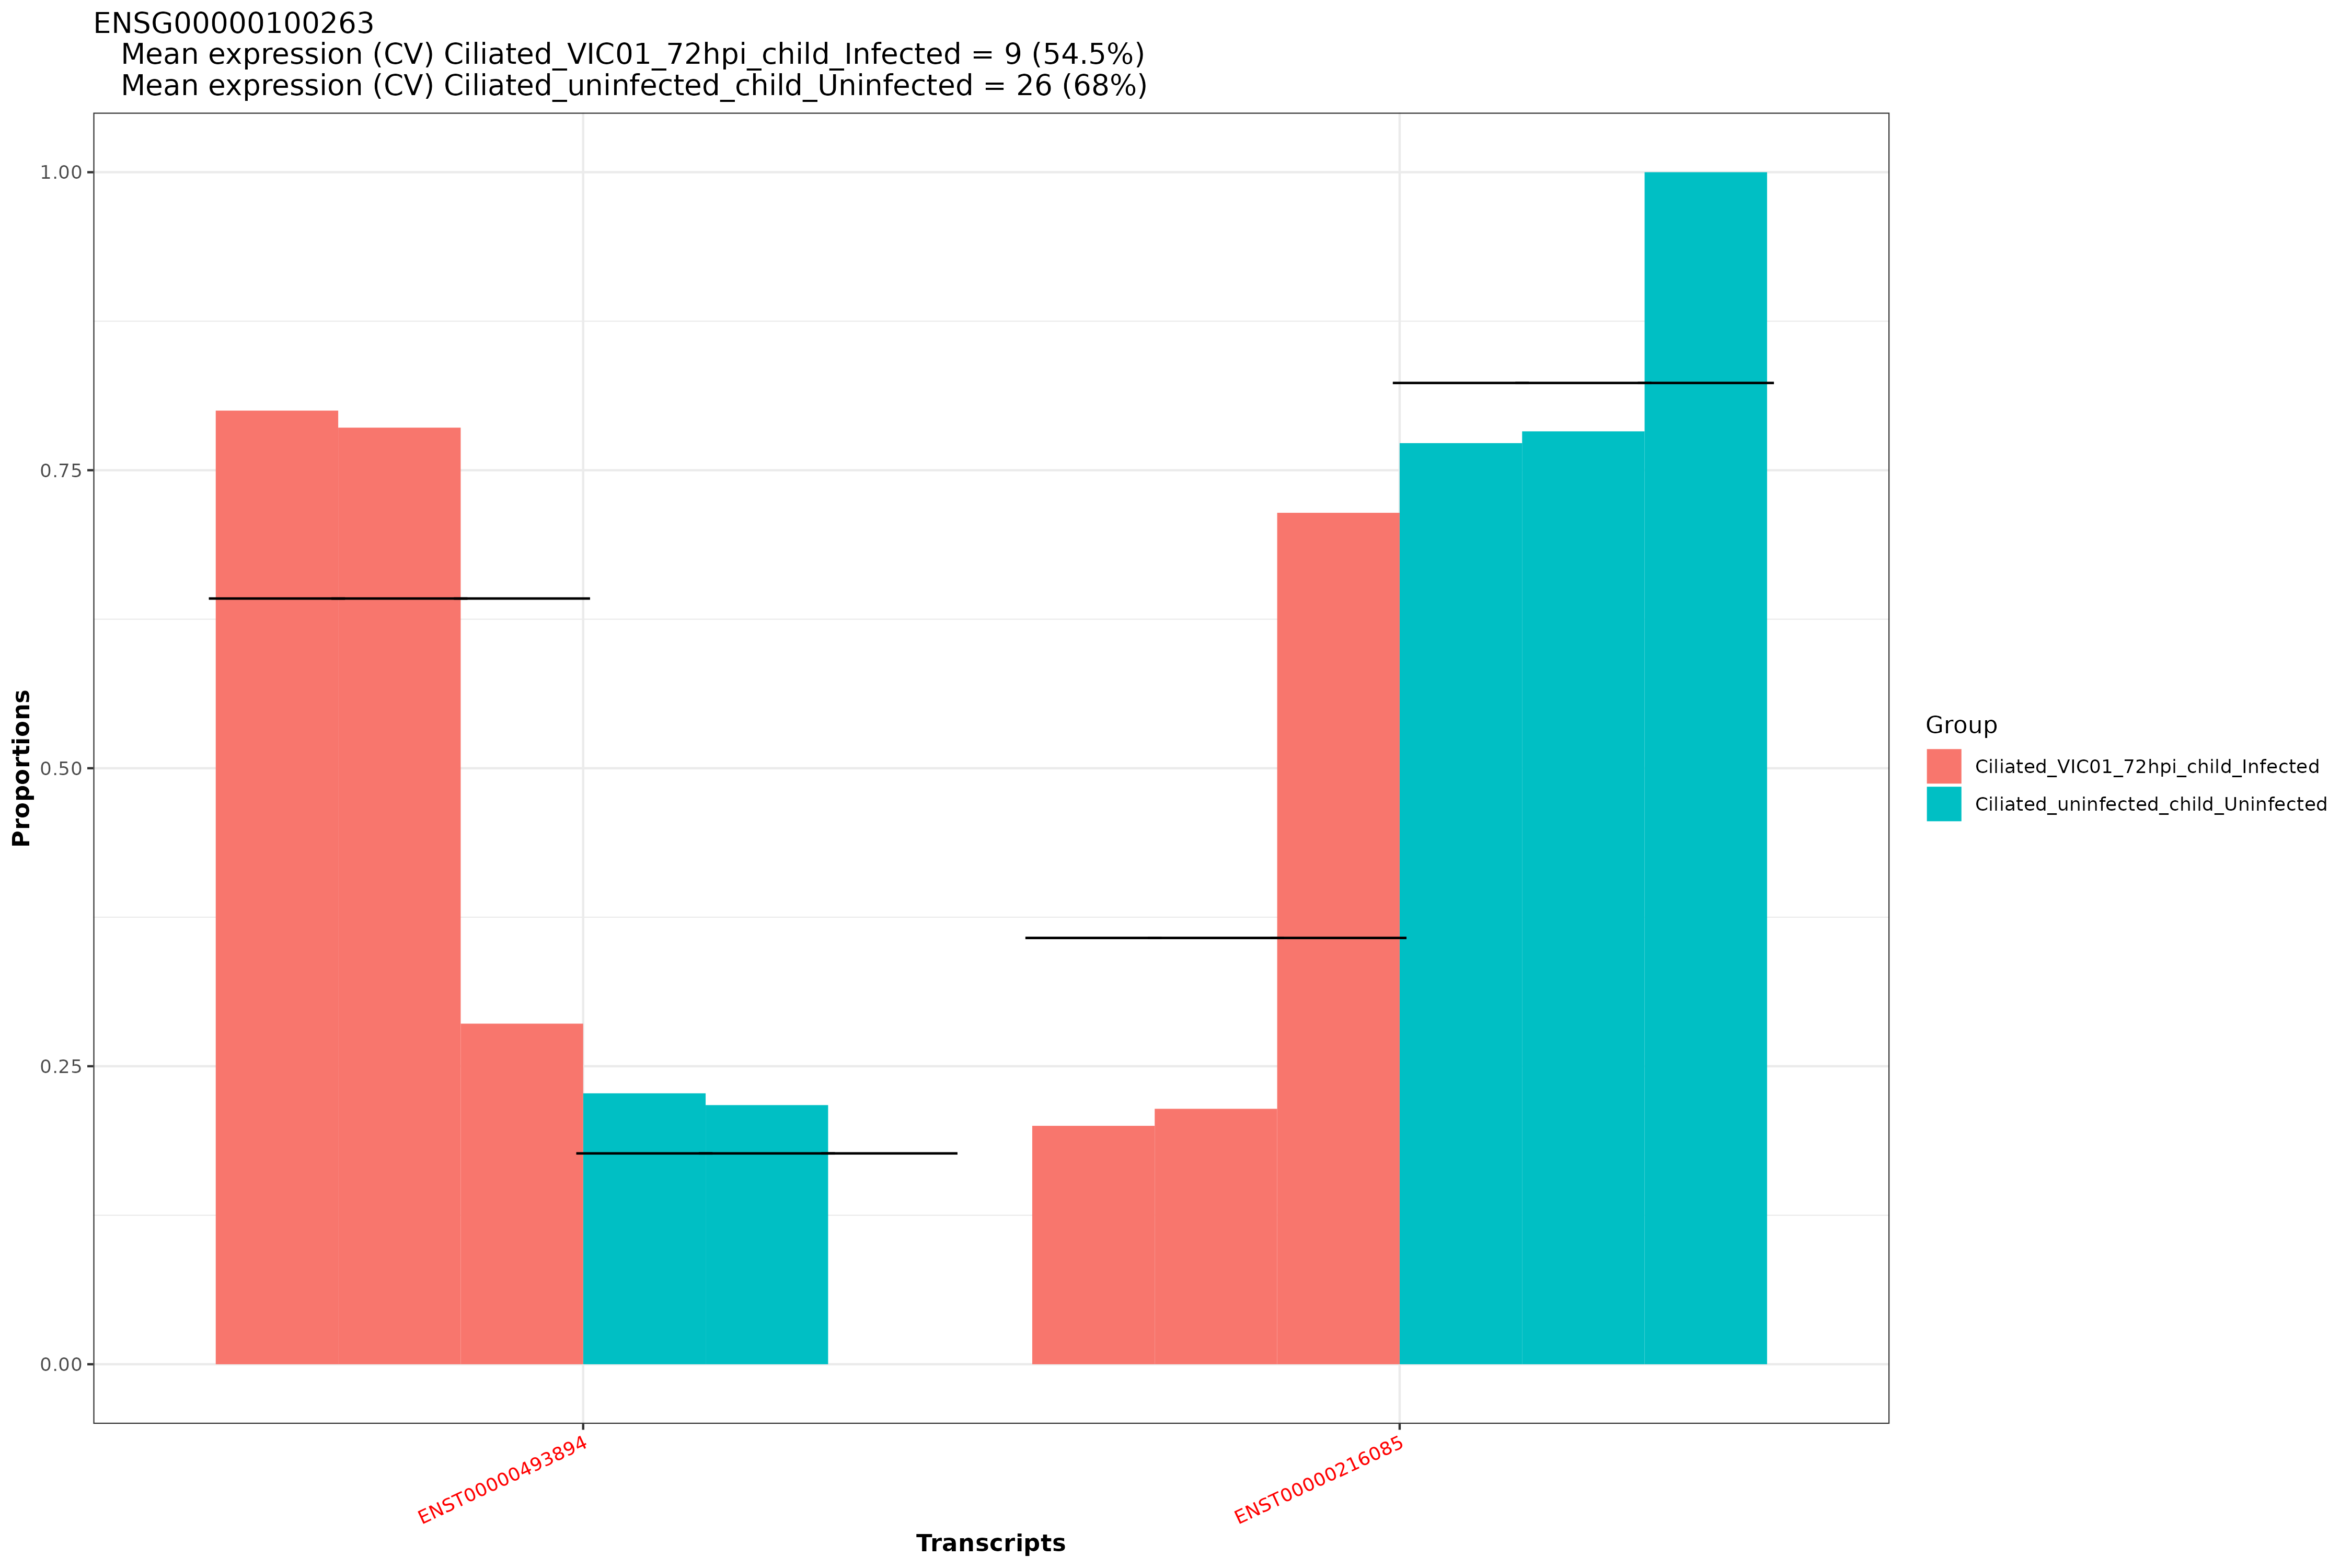 ENSG00000100263
Mean expression (CV) Ciliated_VIC01_72hpi_child_Infected = 9 (54.5%)
Mean expression (CV) Ciliated_uninfected_child_Uninfected = 26 (68%)
1.00
0.75
0.50
0.25
0.00
Proportions
Group
Ciliated_VIC01_72hpi_child_Infected
Ciliated_uninfected_child_Uninfected
ENST0000493894
ENST00000216085
Transcripts